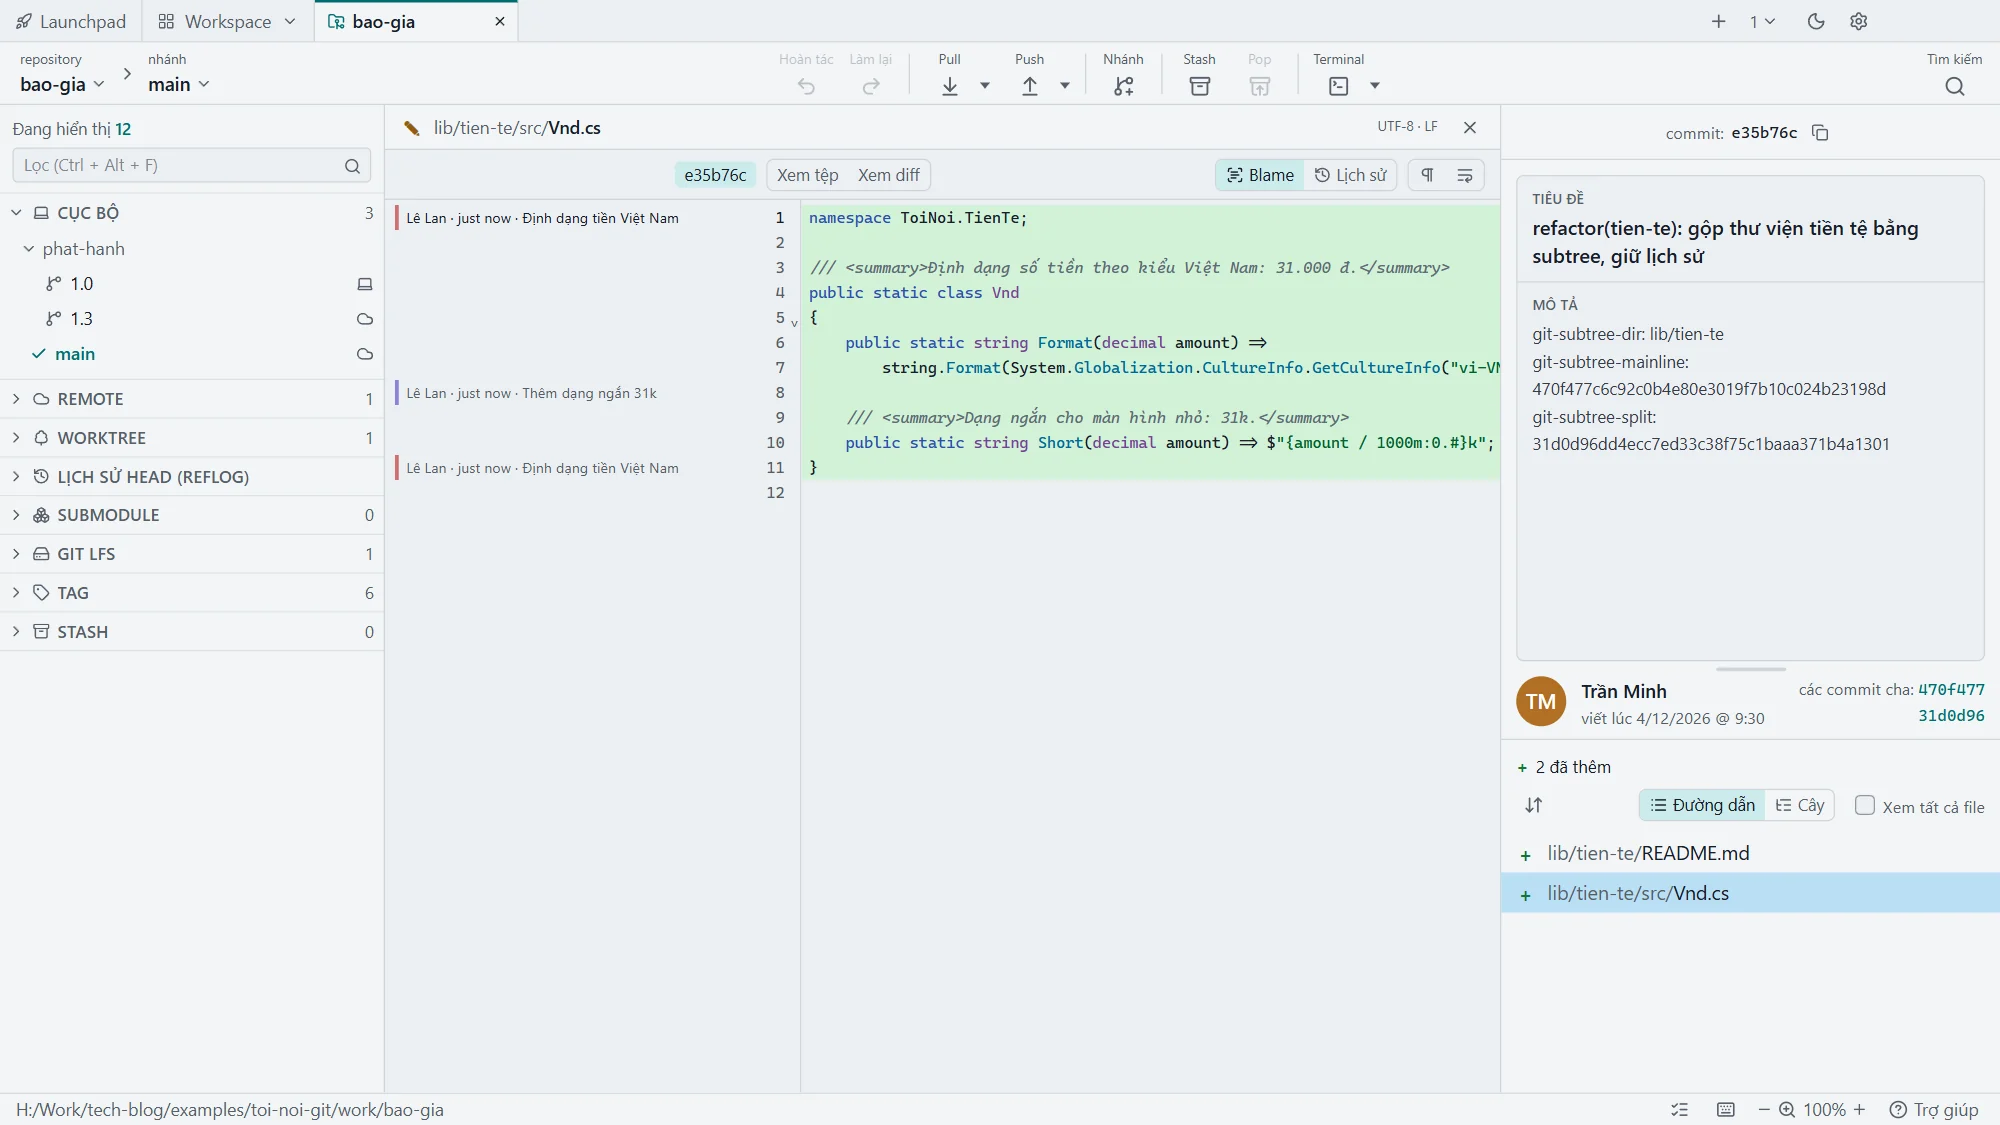 Launchpad
Workspace
bao-gia
1
repository
bao-gia
nhánh
main
Hoàn tác
Làm lại
Pull
Push
Nhánh
Stash
Pop
Terminal
Tìm kiếm
Đang hiển thị 12
Lọc (Ctrl + Alt + F)
CỤC BỘ 3
phat-hanh
1.0
1.3
main
REMOTE 1
WORKTREE 1
LỊCH SỬ HEAD (REFLOG)
SUBMODULE 0
GIT LFS 1
TAG 6
STASH 0
lib/tien-te/src/Vnd.cs
UTF-8 · LF
e35b76c
Xem tệp
Xem diff
Blame
Lịch sử
Lê Lan · just now · Định dạng tiền Việt Nam
Lê Lan · just now · Thêm dạng ngắn 31k
Lê Lan · just now · Định dạng tiền Việt Nam
1 namespace ToiNoi.TienTe;
2
3 /// <summary>Định dạng số tiền theo kiểu Việt Nam: 31.000 đ.</summary>
4 public static class Vnd
5 {
6 public static string Format(decimal amount) =>
7 string.Format(System.Globalization.CultureInfo.GetCultureInfo("vi-VN
8
9 /// <summary>Dạng ngắn cho màn hình nhỏ: 31k.</summary>
10 public static string Short(decimal amount) => $"{amount / 1000m:0.#}k";
11 }
12
commit: e35b76c
TIÊU ĐỀ
refactor(tien-te): gộp thư viện tiền tệ bằng
subtree, giữ lịch sử
MÔ TẢ
git-subtree-dir: lib/tien-te
git-subtree-mainline:
470f477c6c92c0b4e80e3019f7b10c024b23198d
git-subtree-split:
31d0d96dd4ecc7ed33c38f75c1baaa371b4a1301
TM
Trần Minh
viết lúc 4/12/2026 @ 9:30
các commit cha: 470f477
31d0d96
+ 2 đã thêm
Đường dẫn
Cây
Xem tất cả file
+ lib/tien-te/README.md
+ lib/tien-te/src/Vnd.cs
H:/Work/tech-blog/examples/toi-noi-git/work/bao-gia
100%
Trợ giúp